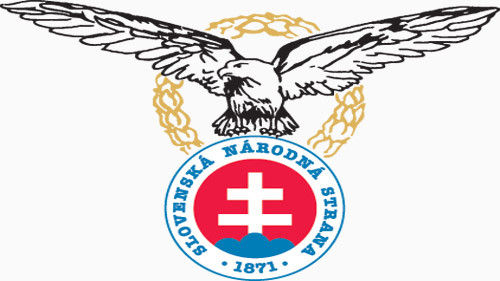 SLOVENSKÁ NÁRODNÁ STRANA
· 1871 ·